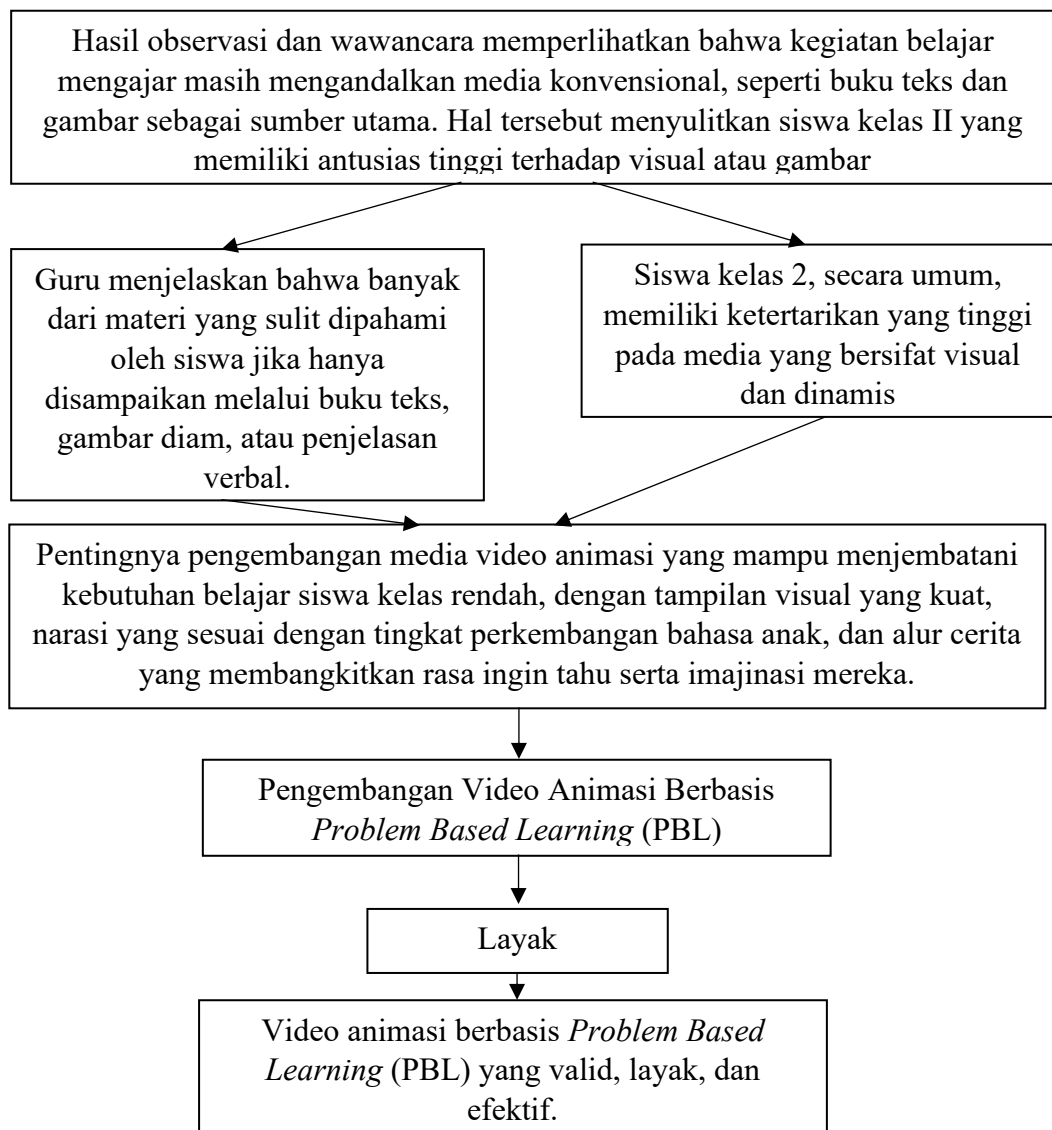 Hasil observasi dan wawancara memperlihatkan bahwa kegiatan belajar
mengajar masih mengandalkan media konvensional, seperti buku teks dan
gambar sebagai sumber utama. Hal tersebut menyulitkan siswa kelas II yang
memiliki antusias tinggi terhadap visual atau gambar
Guru menjelaskan bahwa banyak
dari materi yang sulit dipahami
oleh siswa jika hanya
disampaikan melalui buku teks,
gambar diam, atau penjelasan
verbal.
Siswa kelas 2, secara umum,
memiliki ketertarikan yang tinggi
pada media yang bersifat visual
dan dinamis
Pentingnya pengembangan media video animasi yang mampu menjembatani
kebutuhan belajar siswa kelas rendah, dengan tampilan visual yang kuat,
narasi yang sesuai dengan tingkat perkembangan bahasa anak, dan alur cerita
yang membangkitkan rasa ingin tahu serta imajinasi mereka.
Pengembangan Video Animasi Berbasis
Problem Based Learning (PBL)
Layak
Video animasi berbasis Problem Based
Learning (PBL) yang valid, layak, dan
efektif.